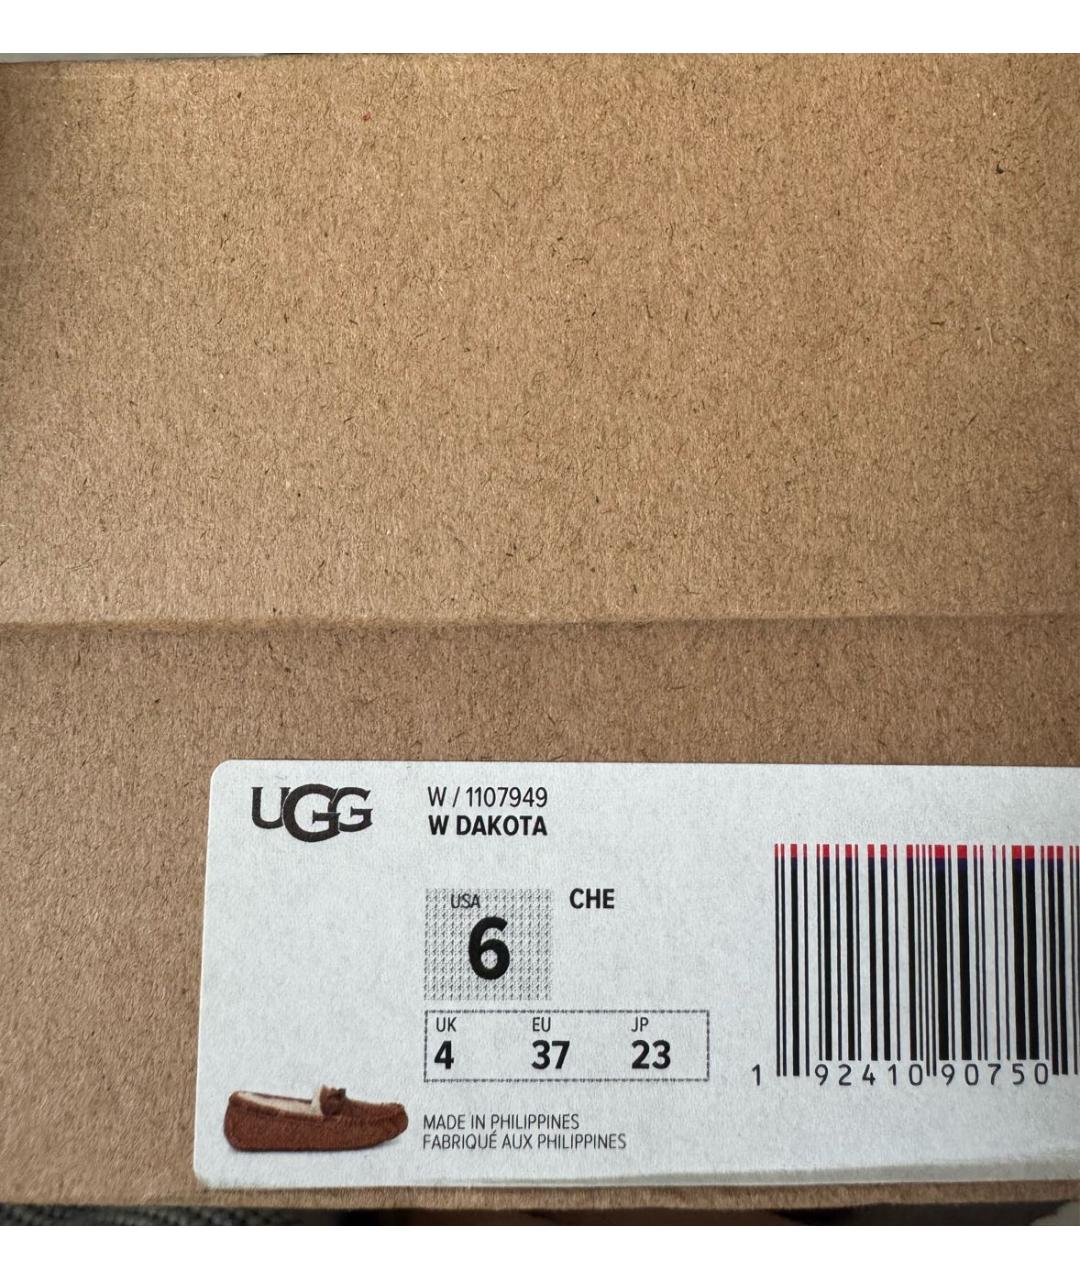 UGG
W / 1107949
W DAKOTA
USA
6
CHE
UK EU JP
4 37 23
1 92410 90750
MADE IN PHILIPPINES
FABRIQUÉ AUX PHILIPPINES